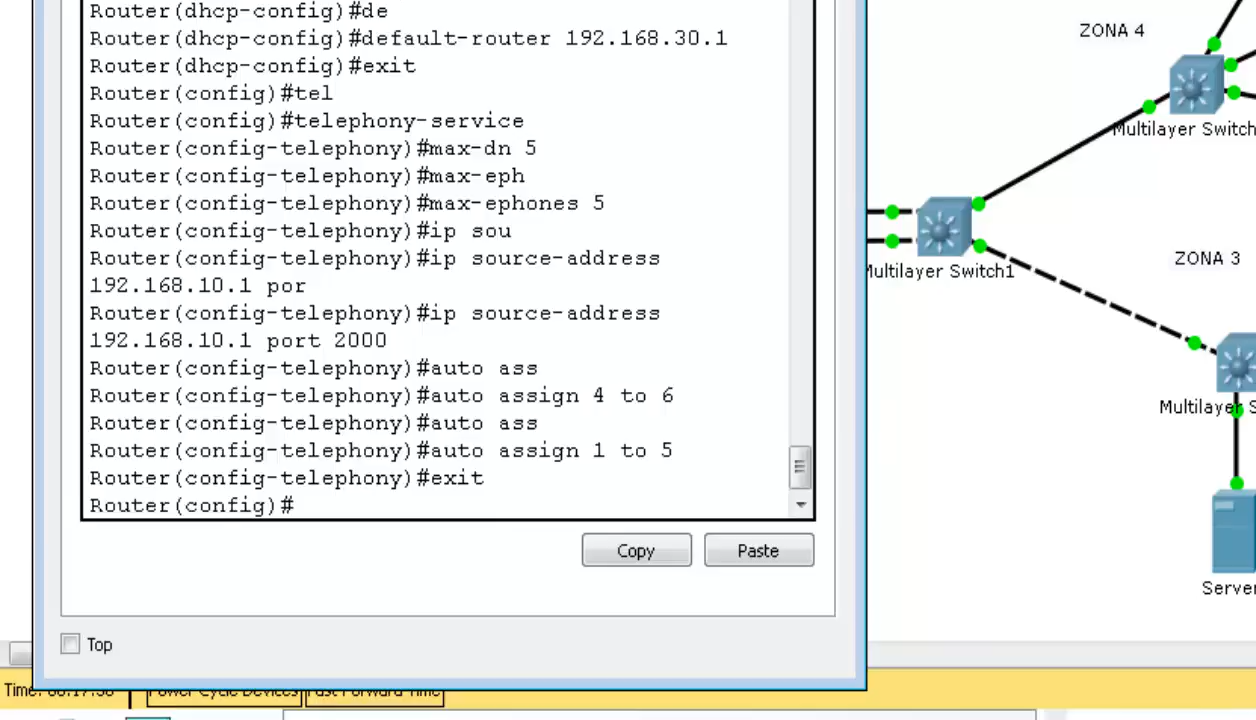 Router(dhcp-config)#de
Router(dhcp-config)#default-router 192.168.30.1
Router(dhcp-config)#exit
Router(config)#tel
Router(config)#telephony-service
Router(config-telephony)#max-dn 5
Router(config-telephony)#max-eph
Router(config-telephony)#max-ephones 5
Router(config-telephony)#ip sou
Router(config-telephony)#ip source-address
192.168.10.1 por
Router(config-telephony)#ip source-address
192.168.10.1 port 2000
Router(config-telephony)#auto ass
Router(config-telephony)#auto assign 4 to 6
Router(config-telephony)#auto ass
Router(config-telephony)#auto assign 1 to 5
Router(config-telephony)#exit
Router(config)#
Copy
Paste
Top
ZONA 4
Multilayer Switch
Multilayer Switch1
ZONA 3
Multilayer S
Server
Time:
Power Cycle Devices
Fast Forward Time